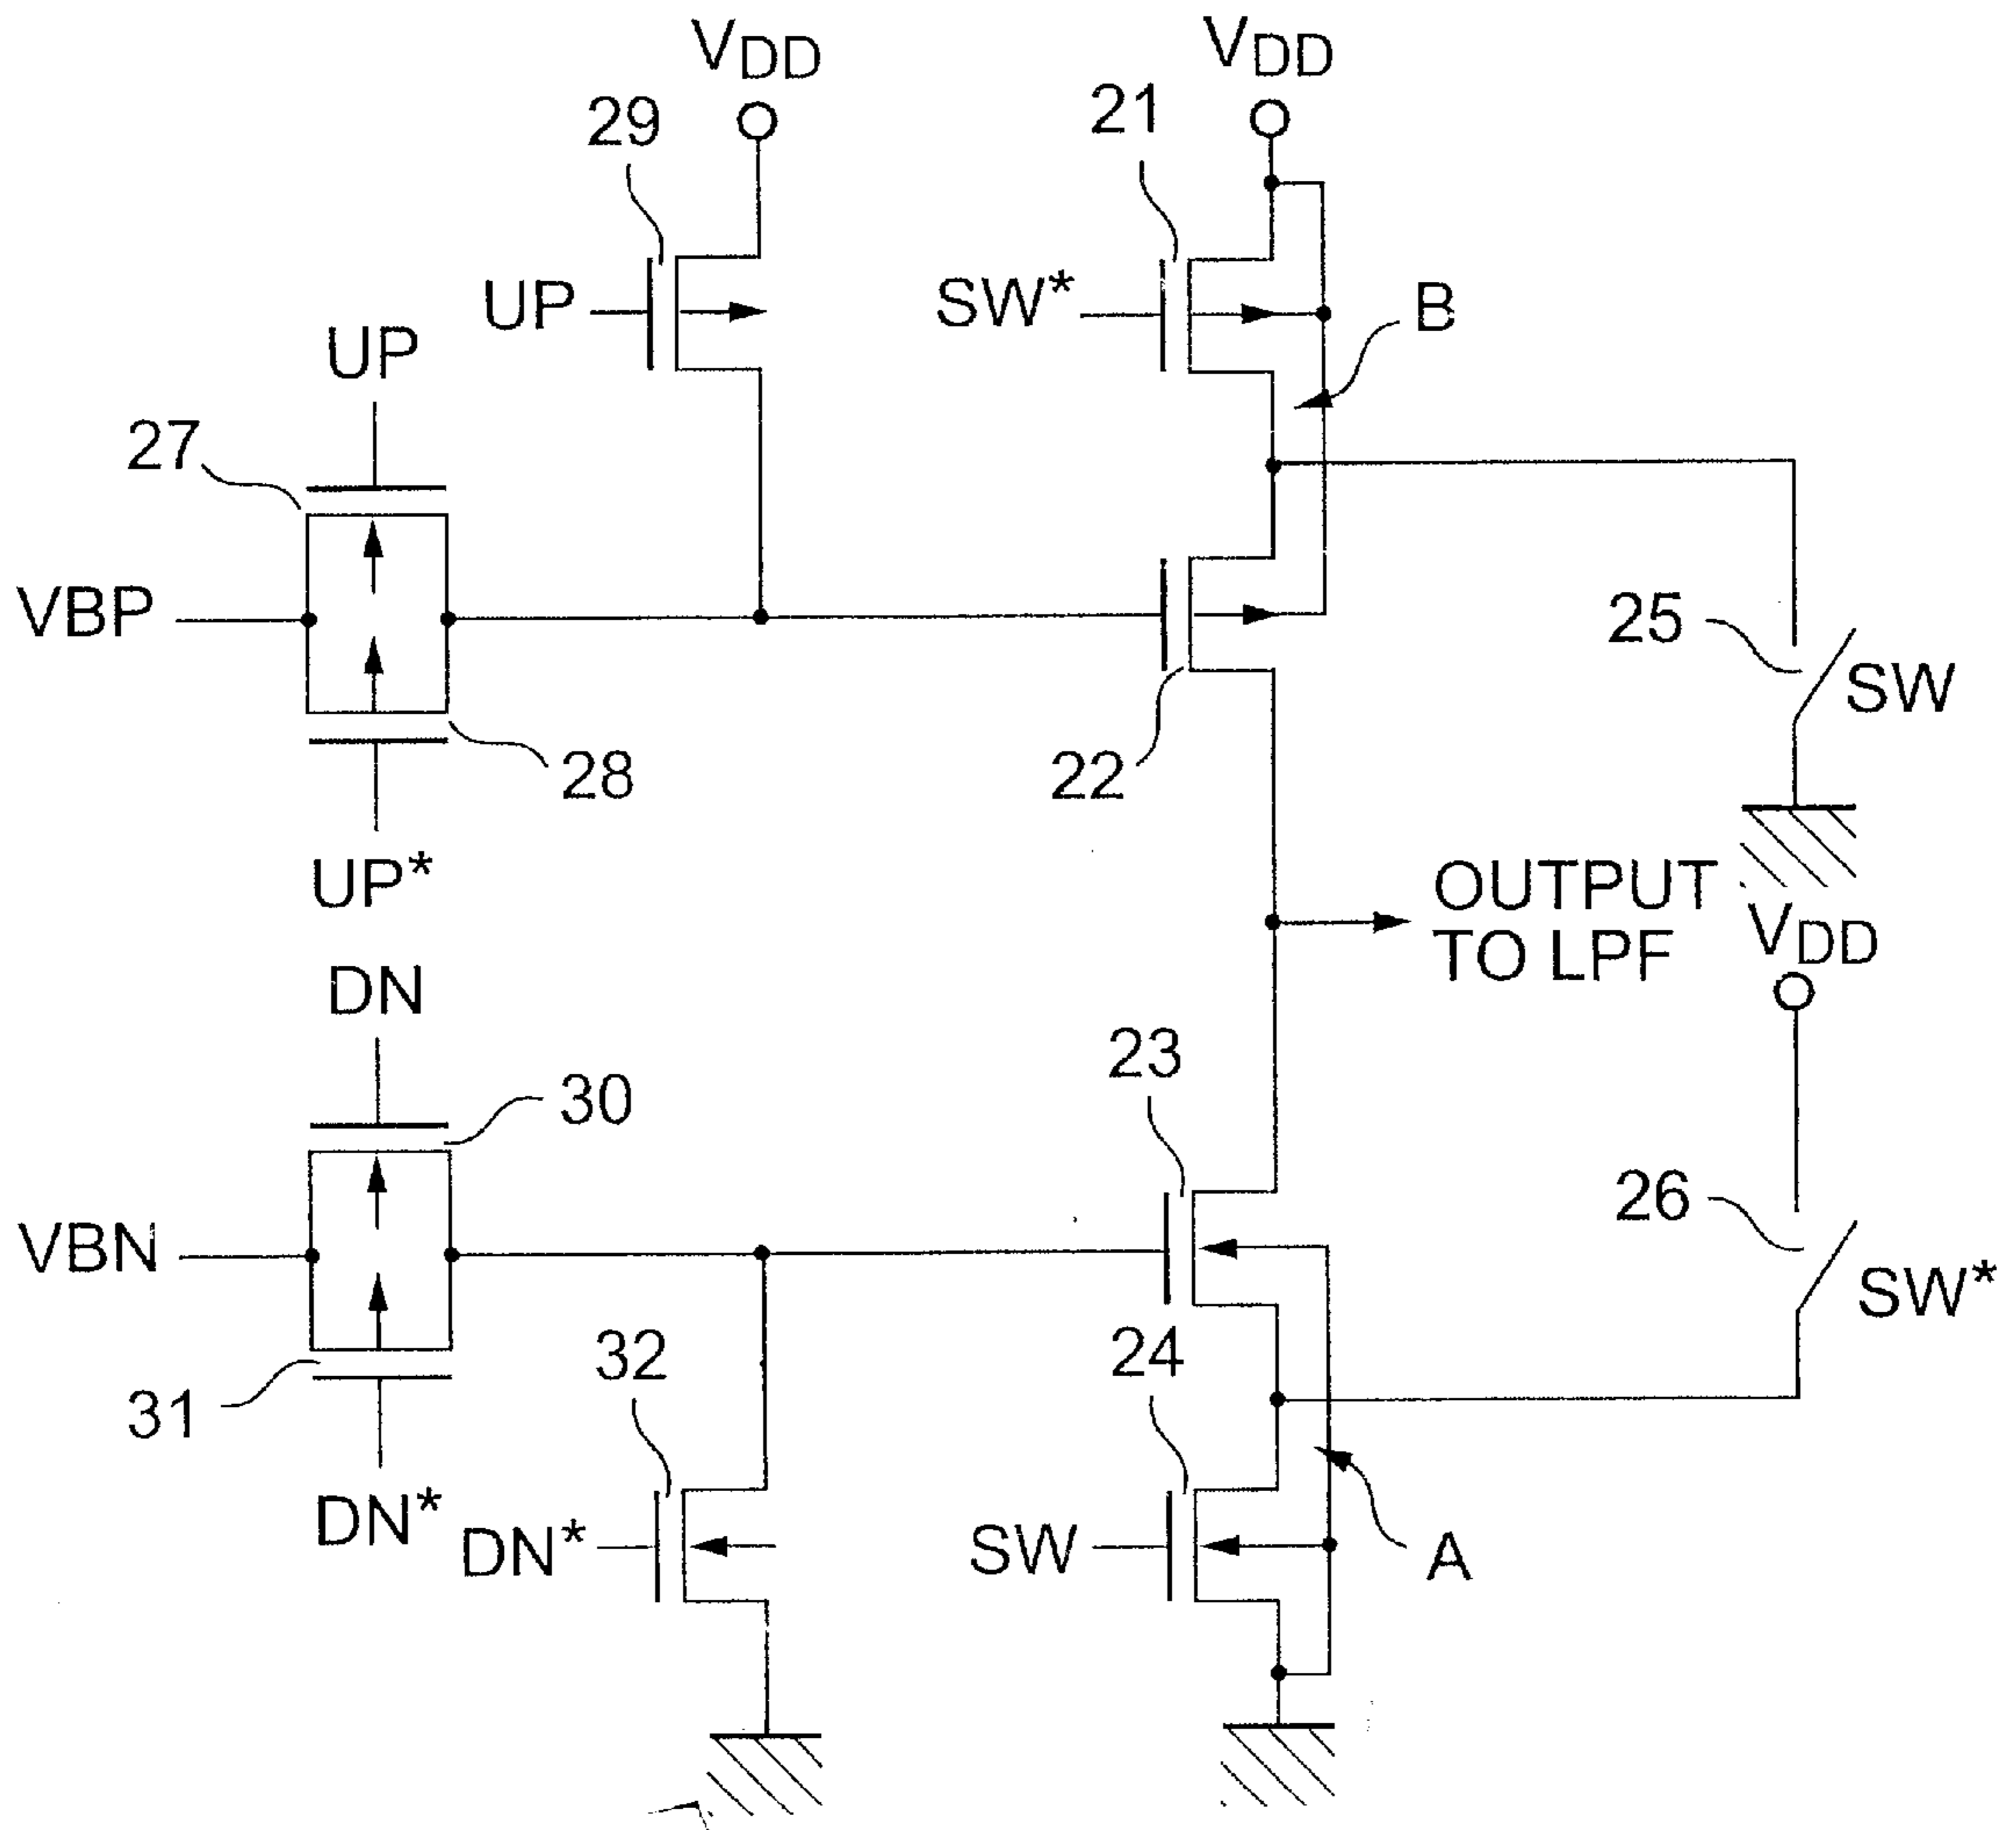 VDD
VDD
29
21
UP
SW*
B
UP
27
VBP
25
SW
28
22
UP*
OUTPUT
TO LPF
VDD
DN
23
30
26
VBN
SW*
32
24
31
DN*
DN*
SW
A